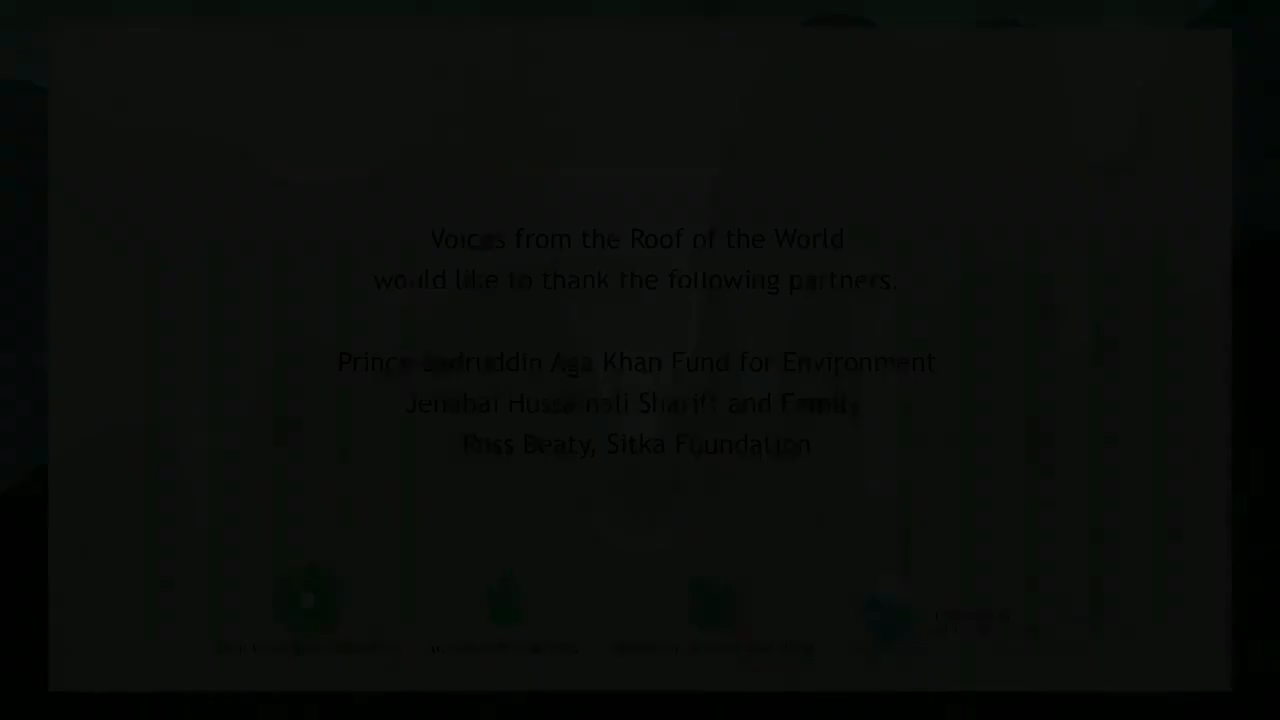 Voices from the Roof of the World
would like to thank the following partners:
Prince Sadruddin Aga Khan Fund for Environment
Jenabai Hussainali Shariff and Family
Ross Beaty, Sitka Foundation